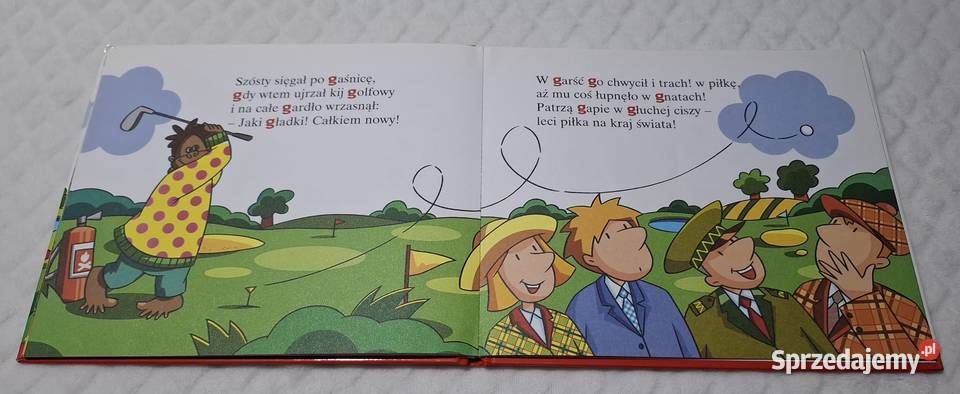 Szósty sięgał po gaśnicę,
gdy wtem ujrzał kij golfowy
i na całe gardło wrzasnął:
– Jaki gładki! Całkiem nowy!
W garść go chwycił i trach! w piłkę,
aż mu coś łupnęło w gnatach!
Patrzą gapie w głuchej ciszy –
leci piłka na kraj świata!
Sprzedajemy.pl